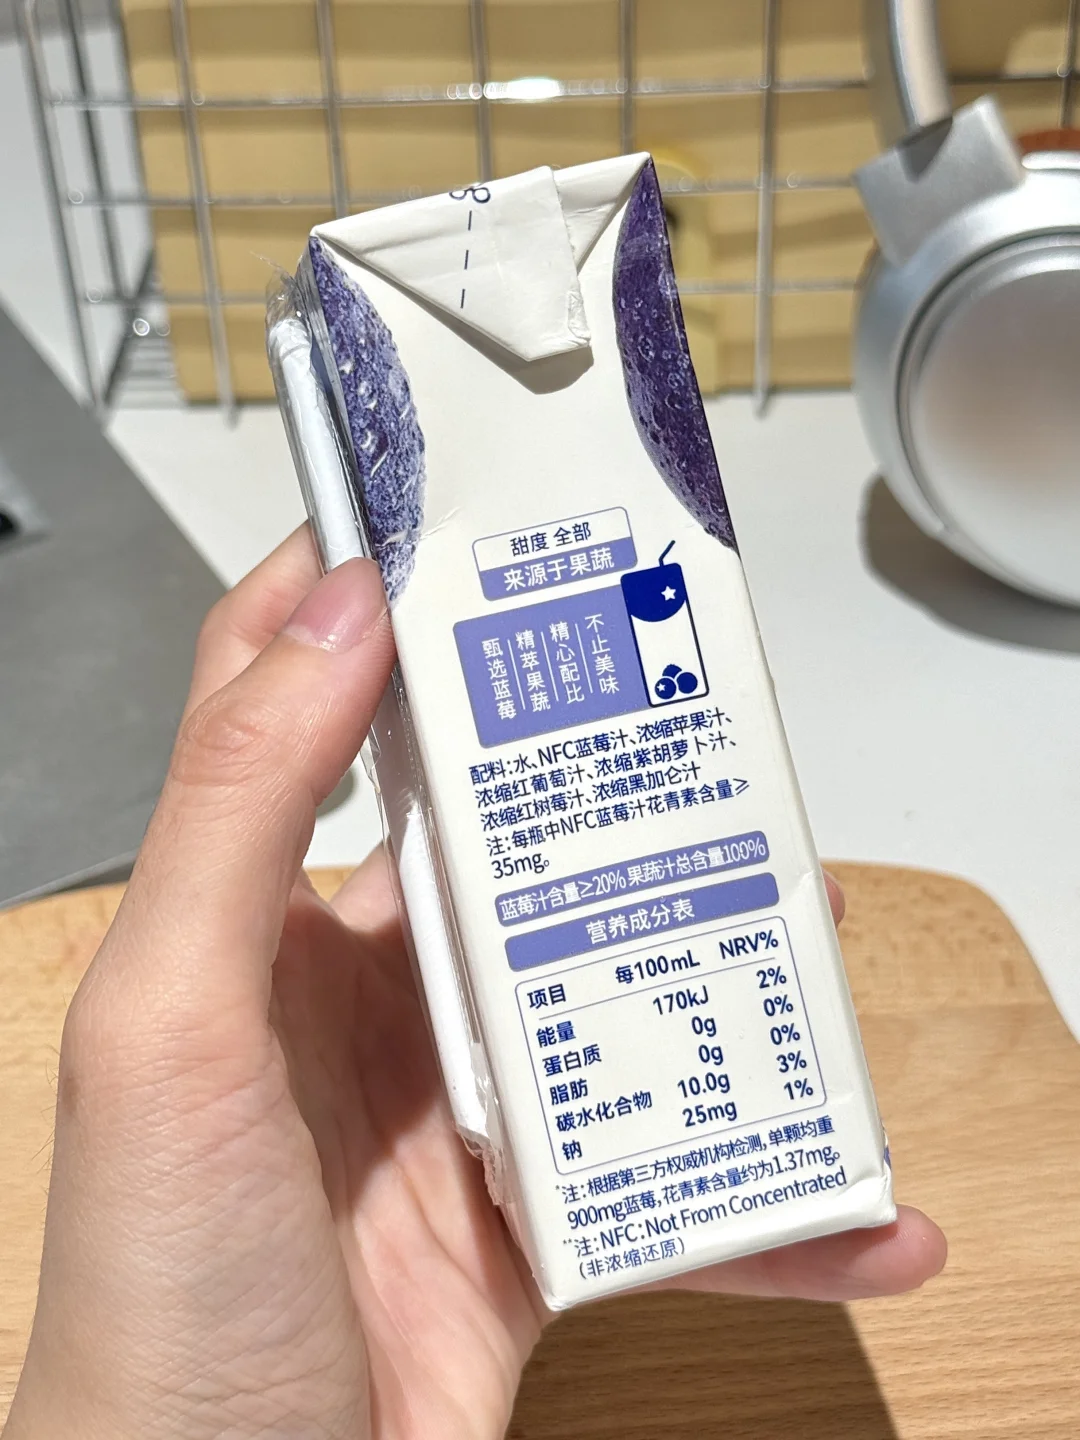 甜度 全部
来源于果蔬
甄选蓝莓
精萃果蔬
精心配比
不止美味
配料:水、NFC蓝莓汁、浓缩苹果汁、
浓缩红葡萄汁、浓缩紫胡萝卜汁、
浓缩红树莓汁、浓缩黑加仑汁
注:每瓶中NFC蓝莓汁花青素含量≥
35mg。
蓝莓汁含量≥20% 果蔬汁总含量100%
营养成分表
项目 每100mL NRV%
能量 170kJ 2%
蛋白质 0g 0%
脂肪 0g 0%
碳水化合物 10.0g 3%
钠 25mg 1%
*注:根据第三方权威机构检测,单颗均重
900mg蓝莓,花青素含量约为1.37mg。
**注:NFC:Not From Concentrated
(非浓缩还原)